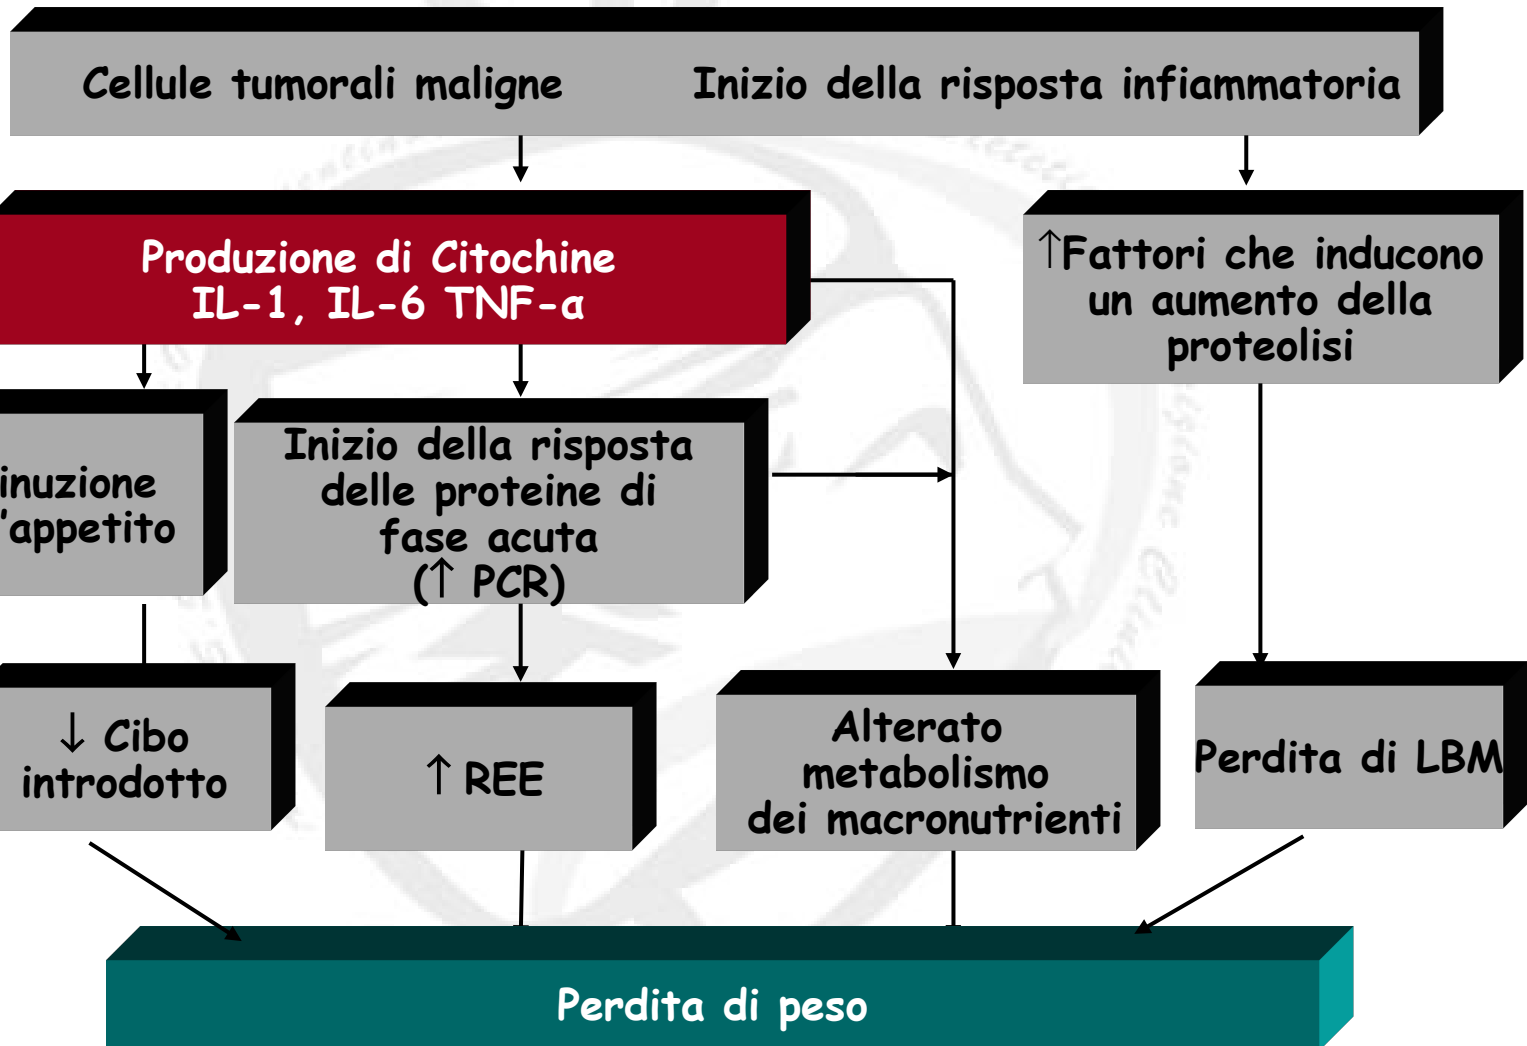 Cellule tumorali maligne Inizio della risposta infiammatoria
Produzione di Citochine
IL-1, IL-6 TNF-α
↑Fattori che inducono
un aumento della
proteolisi
inuzione
l'appetito
Inizio della risposta
delle proteine di
fase acuta
(↑ PCR)
↓ Cibo
introdotto
↑ REE
Alterato
metabolismo
dei macronutrienti
Perdita di LBM
Perdita di peso